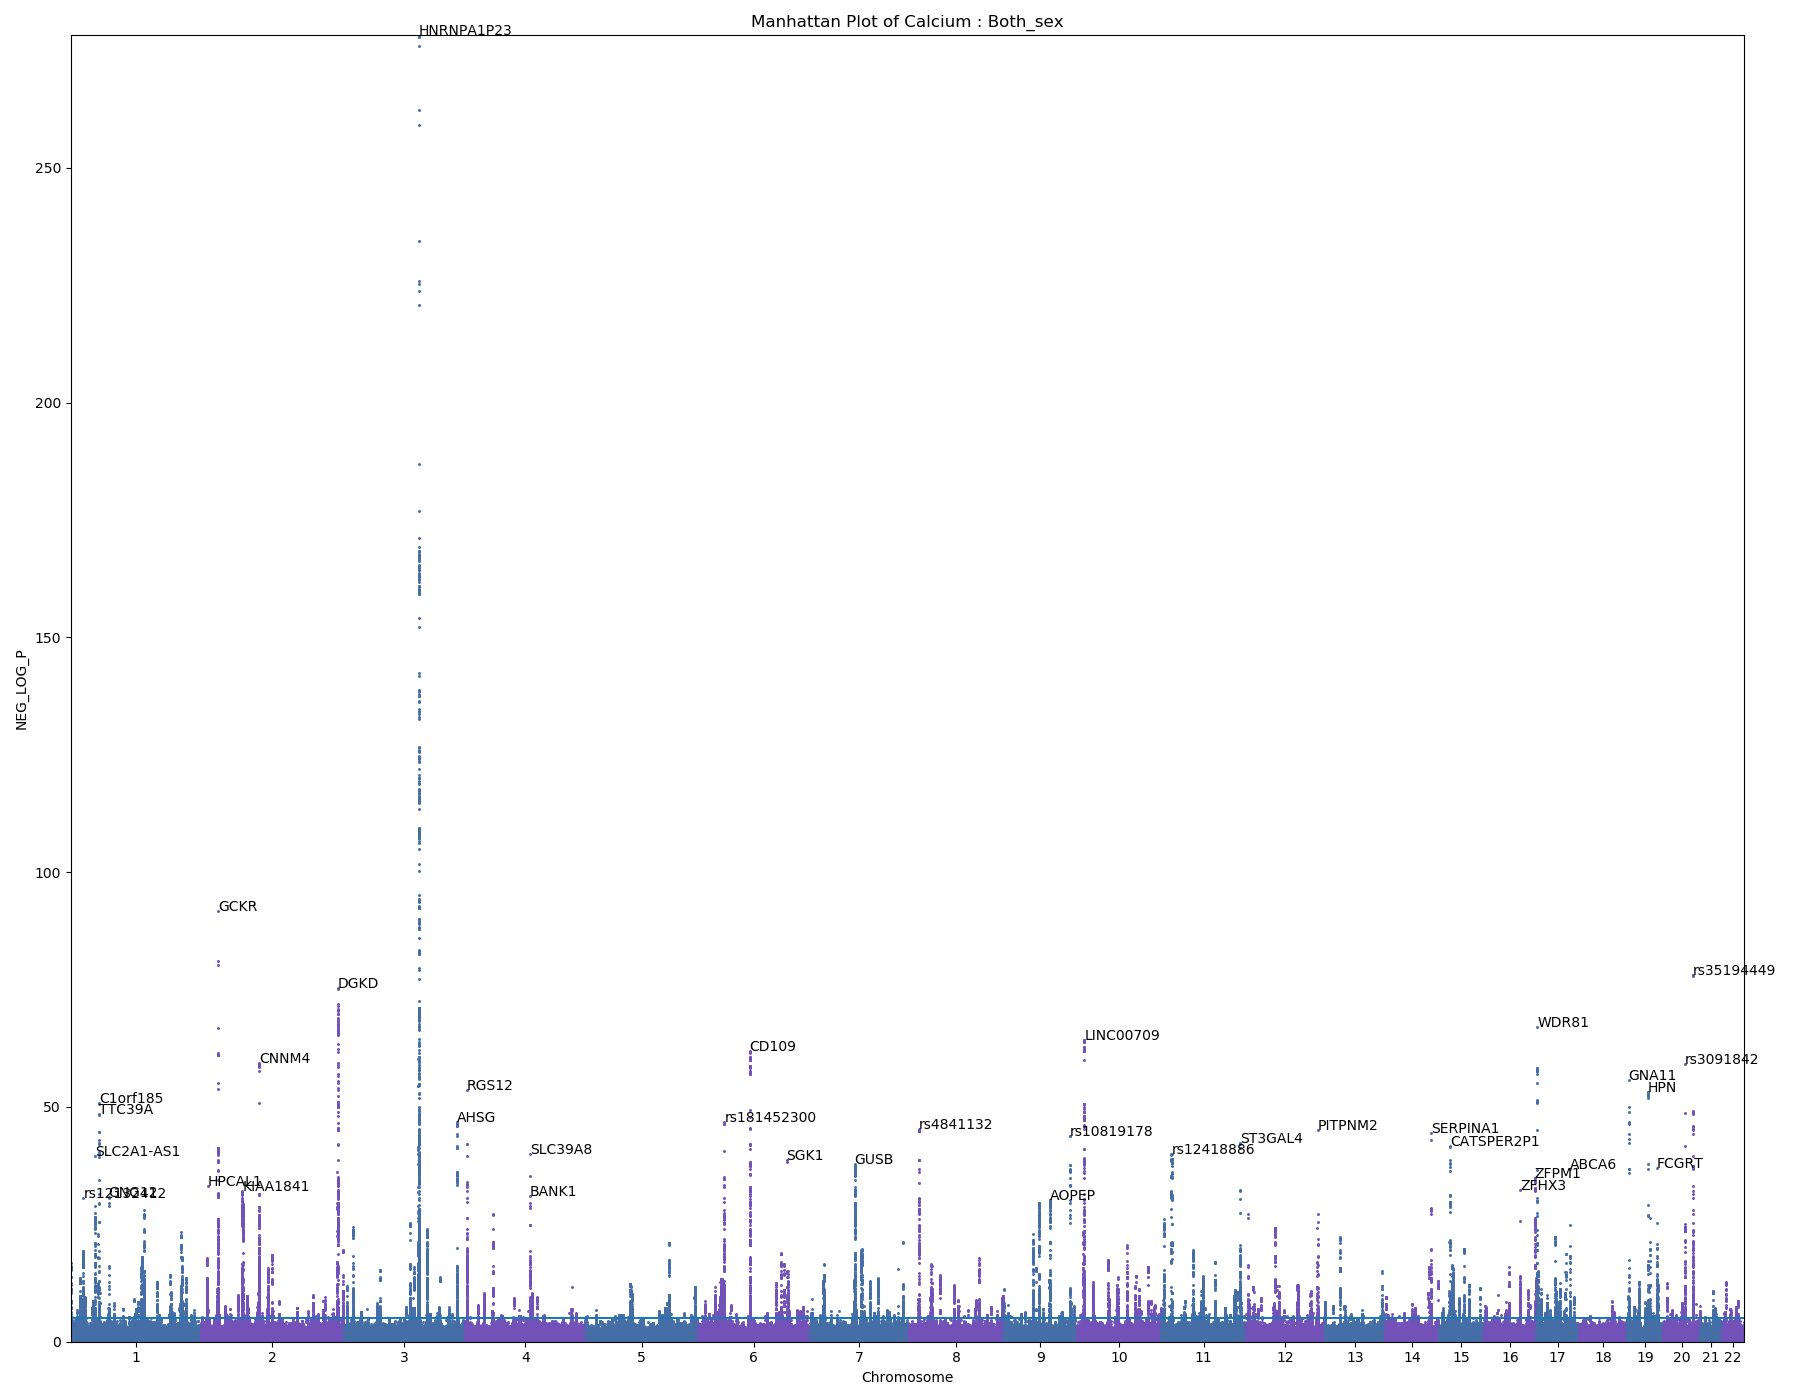 Manhattan Plot of Calcium : Both_sex
HNRNPA1P23
250
200
NEG_LOG_P
150
100
GCKR
rs35194449
DGKD
WDR81
LINC00709
CD109
CNNM4
rs3091842
GNA11
RGS12
HPN
C1orf185
TTC39A
50
AHSG
rs181452300
rs4841132
PITPNM2
rs10819178
SERPINA1
ST3GAL4
CATSPER2P1
SLC2A1-AS1
SLC39A8
rs12418886
SGK1
GUSB
ABCA6
FCGRT
ZFPM1
HPCAL1
KIAA1841
ZFHX3
BANK1
AOPEP
GNG12
0
1 2 3 4 5 6 7 8 9 10 11 12 13 14 15 16 17 18 19 20 21 22
Chromosome